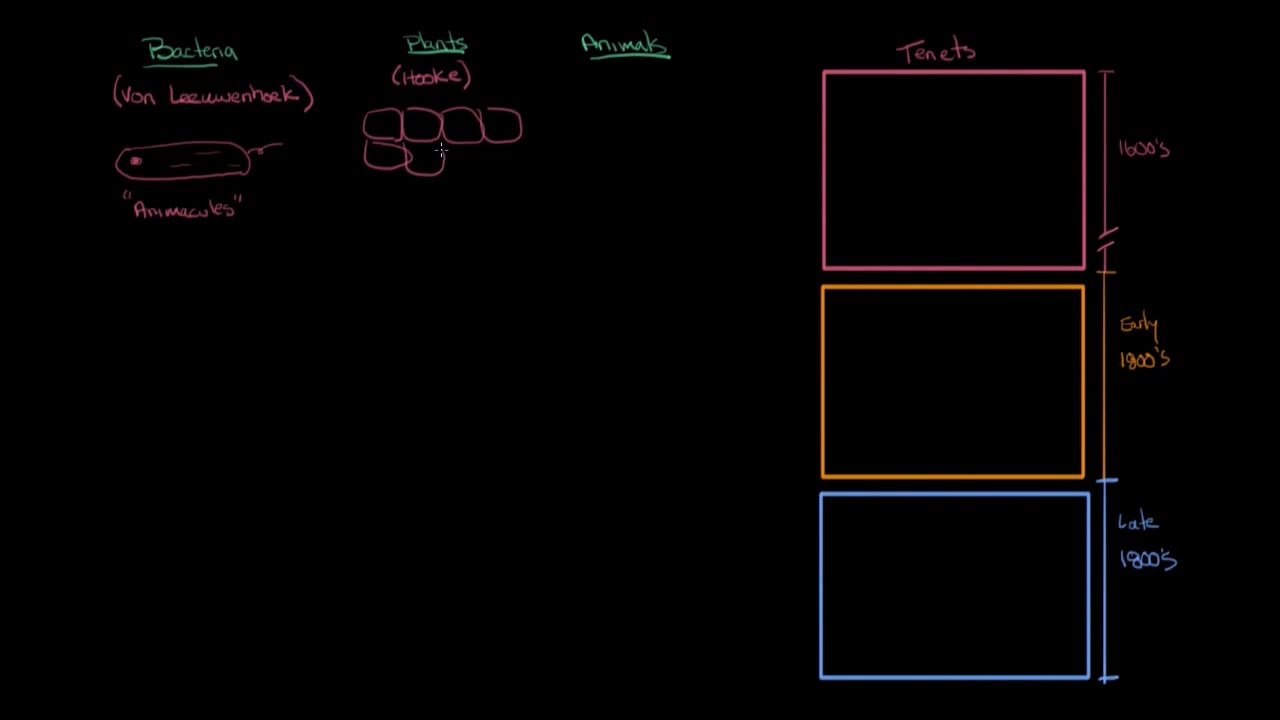 Bacteria
(Von Leeuwenhoek)
"Animacules"
Plants
(Hooke)
Animals
Tenets
1600's
Early
1800's
Late
1800's